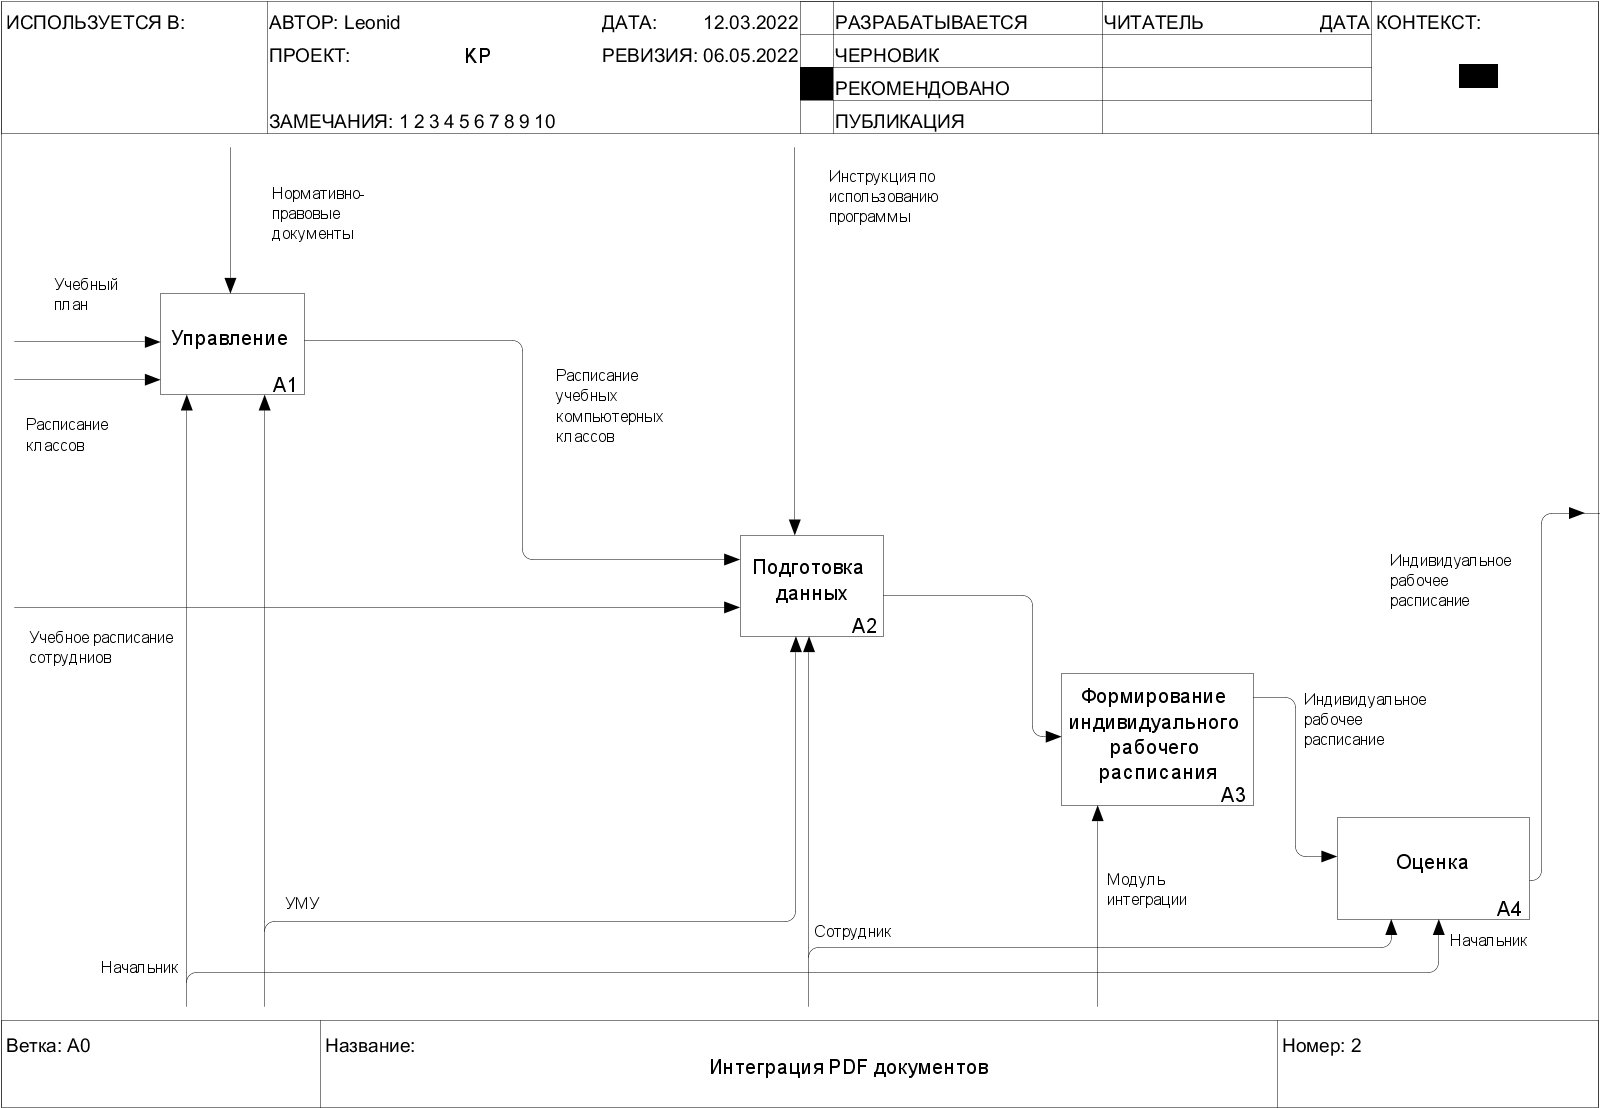 ИСПОЛЬЗУЕТСЯ В:
АВТОР: Leonid
ДАТА: 12.03.2022
ПРОЕКТ: КР
РЕВИЗИЯ: 06.05.2022
ЗАМЕЧАНИЯ: 1 2 3 4 5 6 7 8 9 10
РАЗРАБАТЫВАЕТСЯ
ЧЕРНОВИК
РЕКОМЕНДОВАНО
ПУБЛИКАЦИЯ
ЧИТАТЕЛЬ
ДАТА
КОНТЕКСТ:
Нормативно-
правовые
документы
Инструкция по
использованию
программы
Учебный
план
Управление
A1
Расписание
классов
Расписание
учебных
компьютерных
классов
Подготовка
данных
A2
Учебное расписание
сотрудниов
Индивидуальное
рабочее
расписание
Формирование
индивидуального
рабочего
расписания
A3
Индивидуальное
рабочее
расписание
Оценка
A4
Модуль
интеграции
УМУ
Сотрудник
Начальник
Начальник
Ветка: A0
Название:
Интеграция PDF документов
Номер: 2